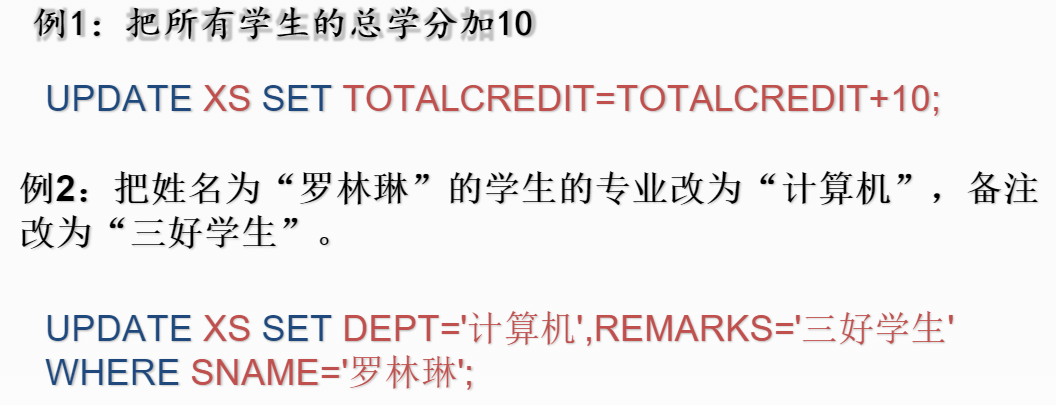 例1：把所有学生的总学分加10
UPDATE XS SET TOTALCREDIT=TOTALCREDIT+10;
例2：把姓名为“罗林琳”的学生的专业改为“计算机”，备注
改为“三好学生”。
UPDATE XS SET DEPT='计算机',REMARKS='三好学生'
WHERE SNAME='罗林琳';